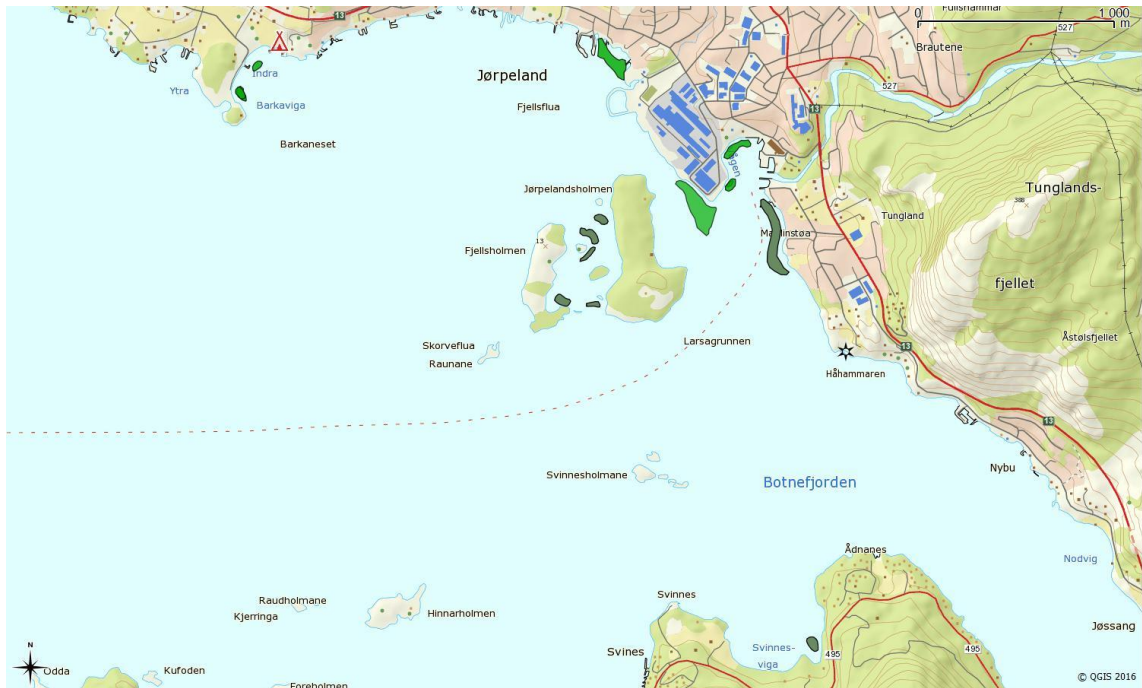 13
Fullshammar
0
1 000
m
Brautene
527
Indra
Ytra
Barkaviga
Jørpeland
Fjellsflua
527
13
Barkaneset
Jørpelandsholmen
Tunglands-
388
Tungland
Fjellsholmen
13
fjellet
Larsagrunnen
Skorveflua
Raunane
13
Åstølsfjellet
Håhammaren
13
Svinnesholmane
Botnefjorden
Nybu
Ådnanes
Nodvig
Raudholmane
Kjerringa
Hinnarholmen
Svinnes
Jøssang
N
Odda
Kufoden
Svines
Svinnes-
viga
495
495
Foreholmen
© QGIS 2016